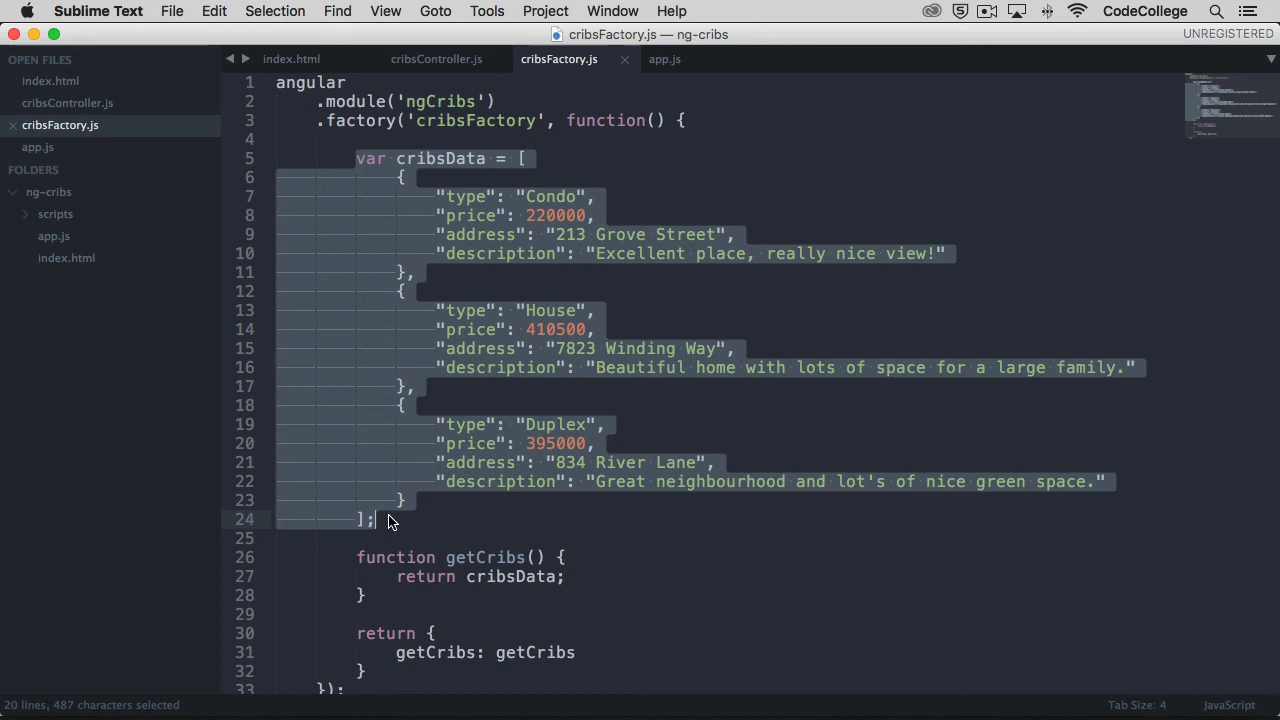 Sublime Text File Edit Selection Find View Goto Tools Project Window Help CodeCollege
cribsFactory.js — ng-cribs UNREGISTERED
OPEN FILES
index.html
cribsController.js
cribsFactory.js
app.js
FOLDERS
ng-cribs
scripts
app.js
index.html
index.html cribsController.js cribsFactory.js app.js
1 angular
2 .module('ngCribs')
3 .factory('cribsFactory', function() {
4
5 var cribsData = [
6 {
7 "type": "Condo",
8 "price": 220000,
9 "address": "213 Grove Street",
10 "description": "Excellent place, really nice view!"
11 },
12 {
13 "type": "House",
14 "price": 410500,
15 "address": "7823 Winding Way",
16 "description": "Beautiful home with lots of space for a large family."
17 },
18 {
19 "type": "Duplex",
20 "price": 395000,
21 "address": "834 River Lane",
22 "description": "Great neighbourhood and lot's of nice green space."
23 }
24 ];
25
26 function getCribs() {
27 return cribsData;
28 }
29
30 return {
31 getCribs: getCribs
32 }
33 });
20 lines, 487 characters selected Tab Size: 4 JavaScript